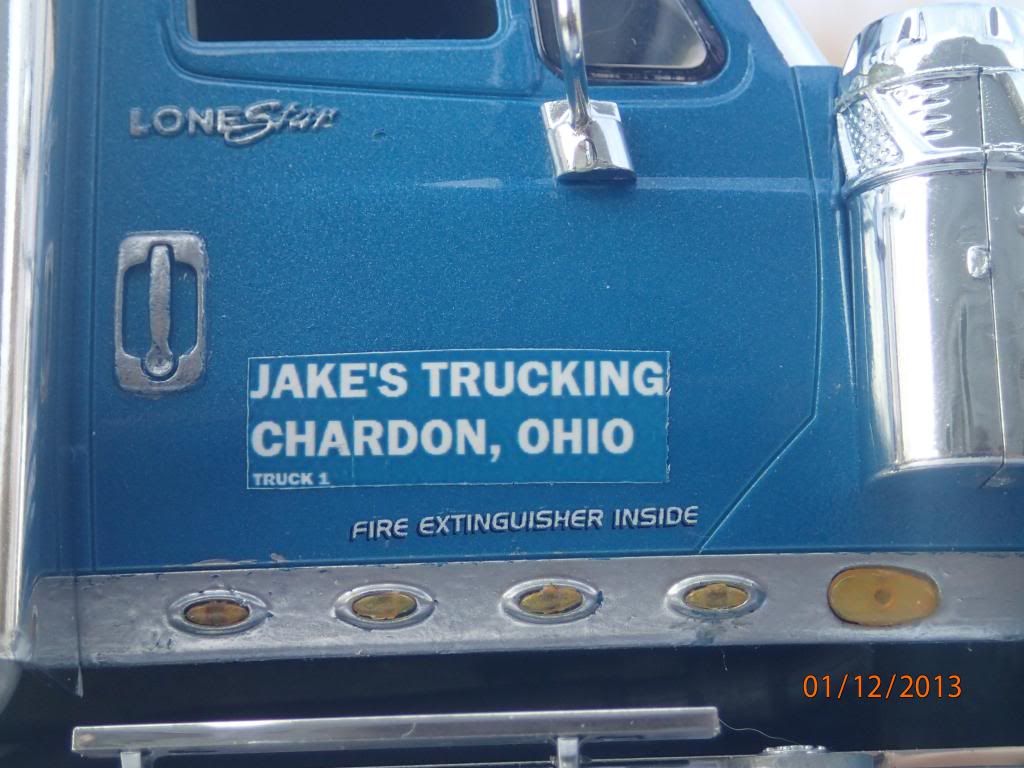 LONEStar
JAKE'S TRUCKING
CHARDON, OHIO
TRUCK 1
FIRE EXTINGUISHER INSIDE
01/12/2013